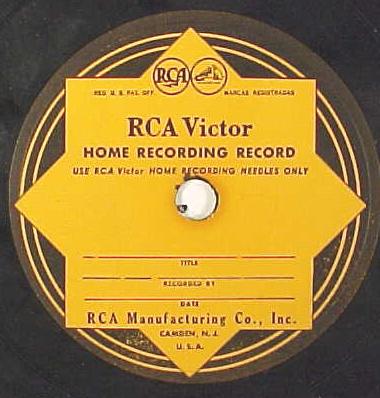 RCA
REG. U. S. PAT. OFF. MARCAS REGISTRADAS
RCA Victor
HOME RECORDING RECORD
USE RCA Victor HOME RECORDING NEEDLES ONLY
TITLE
RECORDED BY
DATE
RCA Manufacturing Co., Inc.
CAMDEN, N. J.
U. S. A.